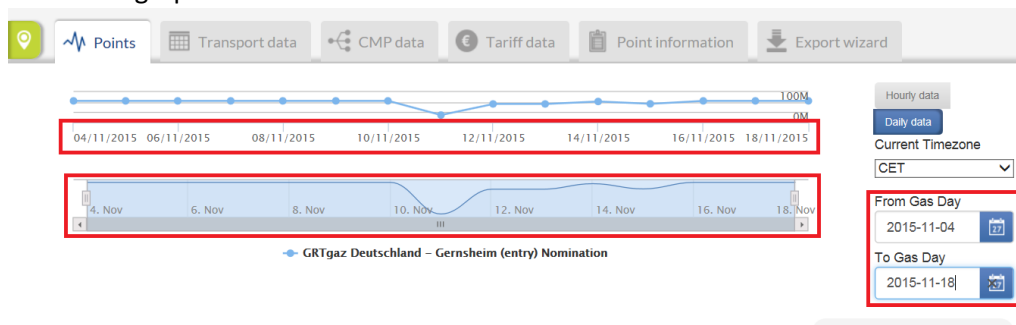 Points Transport data CMP data € Tariff data Point information Export wizard
100M
0M
04/11/2015 06/11/2015 08/11/2015 10/11/2015 12/11/2015 14/11/2015 16/11/2015 18/11/2015
4. Nov 6. Nov 8. Nov 10. Nov 12. Nov 14. Nov 16. Nov 18. Nov
GRTgaz Deutschland – Gernsheim (entry) Nomination
Hourly data
Daily data
Current Timezone
CET
From Gas Day
2015-11-04 27
To Gas Day
2015-11-18 27